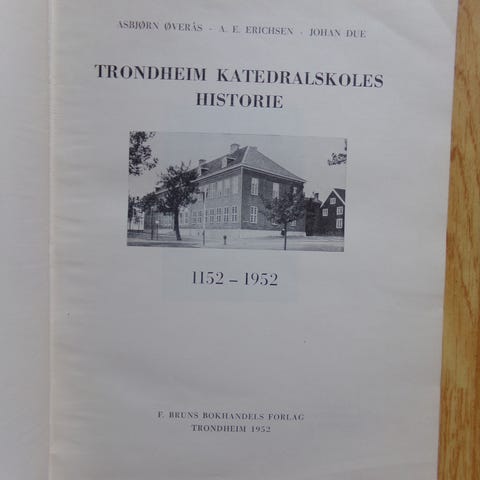 ASBJØRN ØVERÅS · A. E. ERICHSEN · JOHAN DUE
TRONDHEIM KATEDRALSKOLES
HISTORIE
1152 – 1952
F. BRUNS BOKHANDELS FORLAG
TRONDHEIM 1952